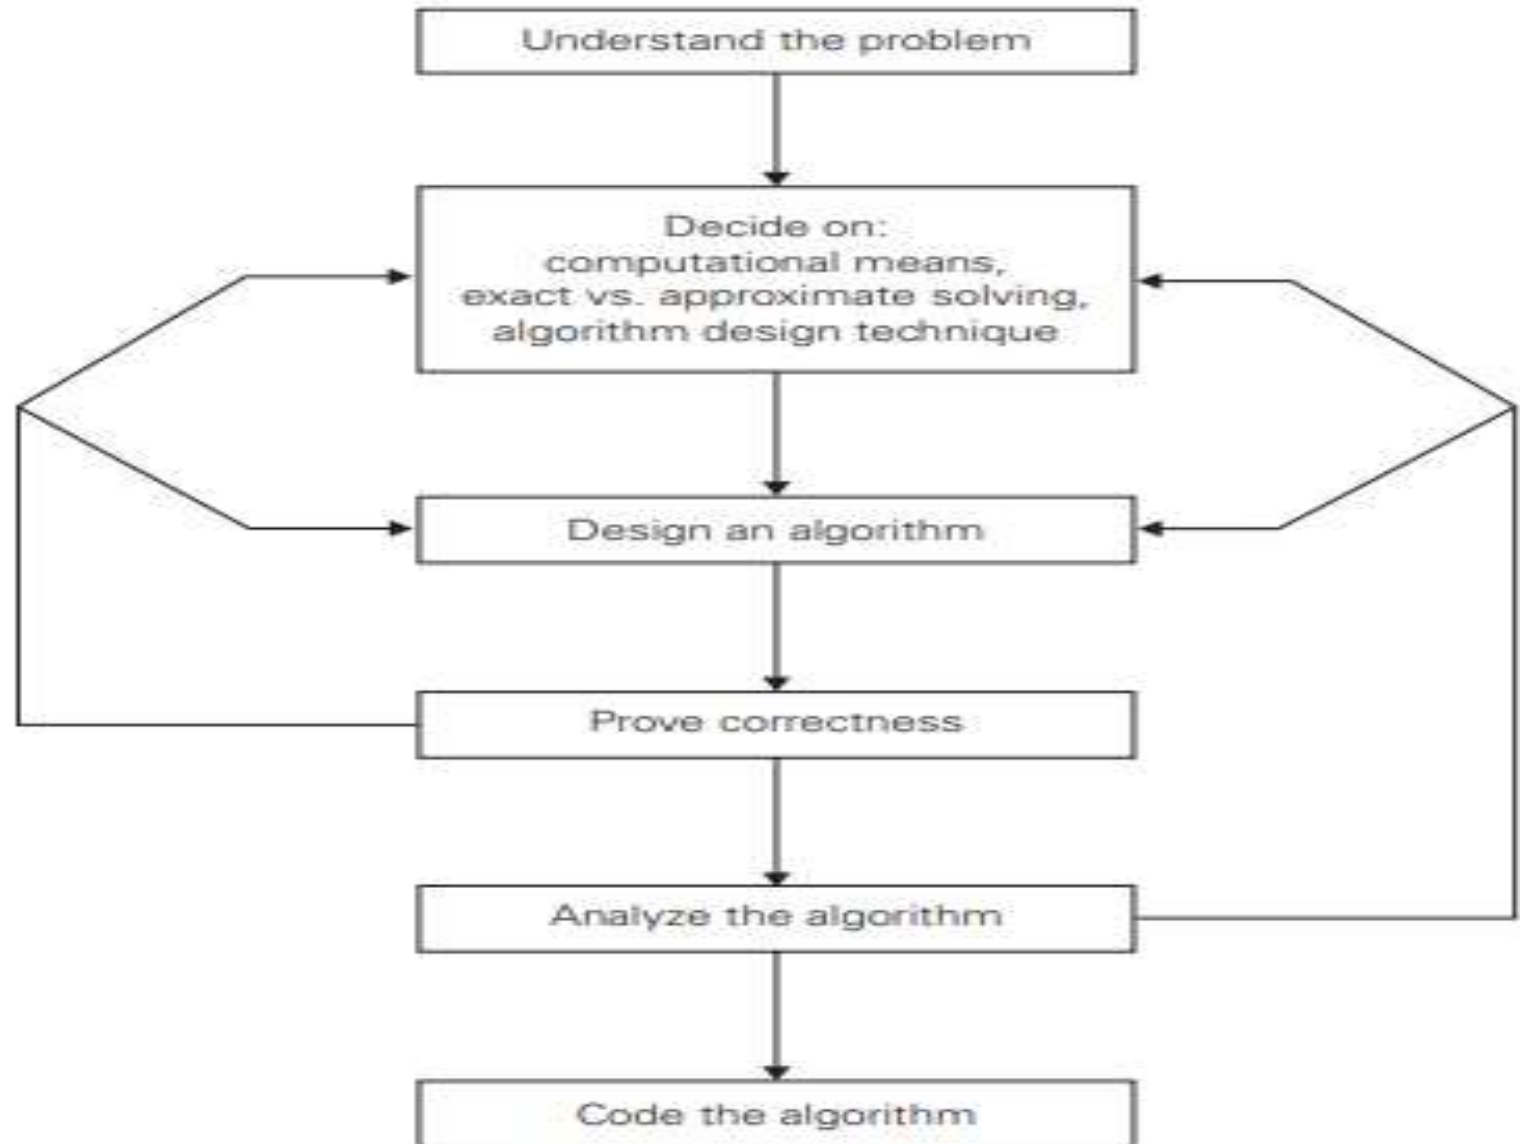 Understand the problem
Decide on:
computational means,
exact vs. approximate solving,
algorithm design technique
Design an algorithm
Prove correctness
Analyze the algorithm
Code the algorithm